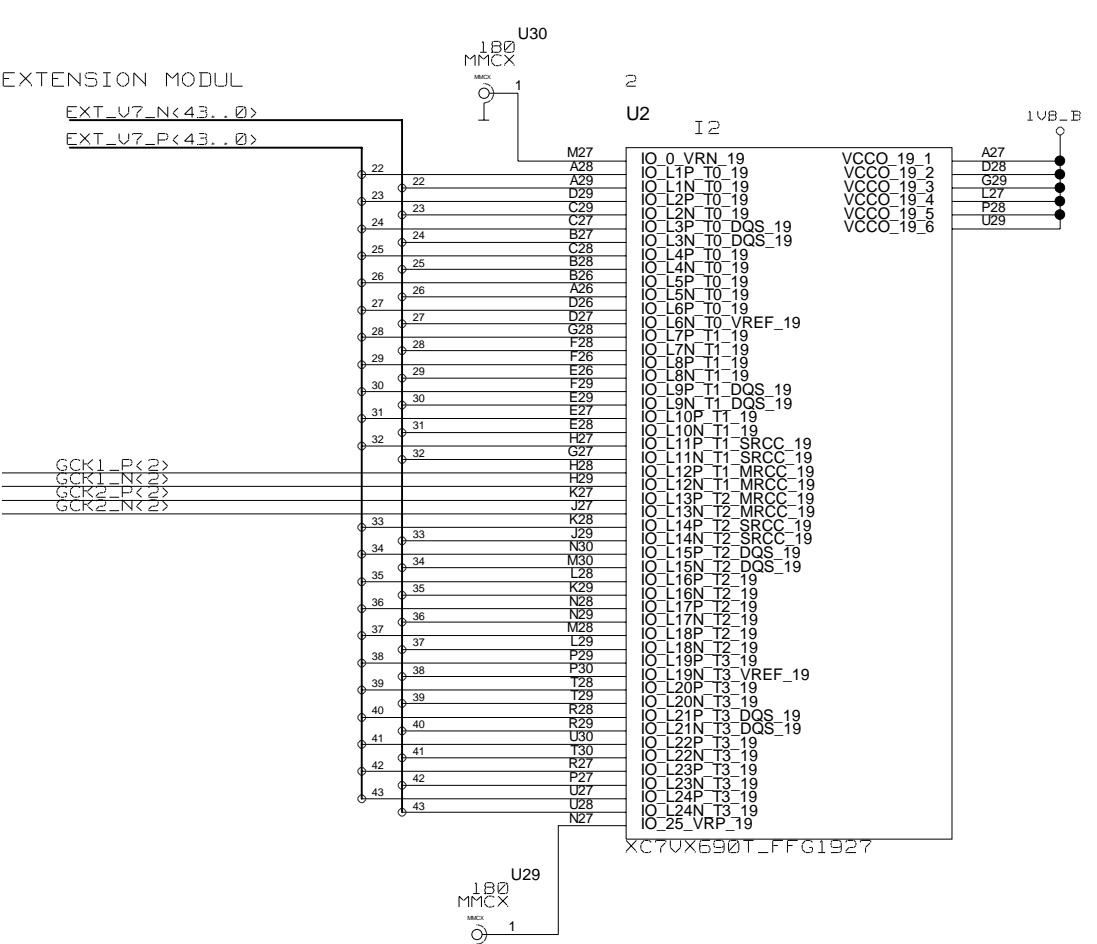 U30
180
MMCX
MMCX
1
EXTENSION MODUL
EXT_V7_N<43..0>
EXT_V7_P<43..0>
2
U2
I2
1V8_B
M27 IO_0_VRN_19 VCCO_19_1 A27
22 A28 IO_L1P_T0_19 VCCO_19_2 D28
22 A29 IO_L1N_T0_19 VCCO_19_3 G29
23 D29 IO_L2P_T0_19 VCCO_19_4 L27
23 C29 IO_L2N_T0_19 VCCO_19_5 P28
24 C27 IO_L3P_T0_DQS_19 VCCO_19_6 U29
24 B27 IO_L3N_T0_DQS_19
25 C28 IO_L4P_T0_19
25 B28 IO_L4N_T0_19
26 B26 IO_L5P_T0_19
26 A26 IO_L5N_T0_19
27 D26 IO_L6P_T0_19
27 D27 IO_L6N_T0_VREF_19
28 G28 IO_L7P_T1_19
28 F28 IO_L7N_T1_19
29 F26 IO_L8P_T1_19
29 E26 IO_L8N_T1_19
30 F29 IO_L9P_T1_DQS_19
30 E29 IO_L9N_T1_DQS_19
31 E27 IO_L10P_T1_19
31 E28 IO_L10N_T1_19
32 H27 IO_L11P_T1_SRCC_19
32 G27 IO_L11N_T1_SRCC_19
GCK1_P<2> H28 IO_L12P_T1_MRCC_19
GCK1_N<2> H29 IO_L12N_T1_MRCC_19
GCK2_P<2> K27 IO_L13P_T2_MRCC_19
GCK2_N<2> J27 IO_L13N_T2_MRCC_19
33 K28 IO_L14P_T2_SRCC_19
33 J29 IO_L14N_T2_SRCC_19
34 N30 IO_L15P_T2_DQS_19
34 M30 IO_L15N_T2_DQS_19
35 L28 IO_L16P_T2_19
35 K29 IO_L16N_T2_19
36 N28 IO_L17P_T2_19
36 N29 IO_L17N_T2_19
37 M28 IO_L18P_T2_19
37 L29 IO_L18N_T2_19
38 P29 IO_L19P_T3_19
38 P30 IO_L19N_T3_VREF_19
39 T28 IO_L20P_T3_19
39 T29 IO_L20N_T3_19
40 R28 IO_L21P_T3_DQS_19
40 R29 IO_L21N_T3_DQS_19
41 U30 IO_L22P_T3_19
41 T30 IO_L22N_T3_19
42 R27 IO_L23P_T3_19
42 P27 IO_L23N_T3_19
43 U27 IO_L24P_T3_19
43 U28 IO_L24N_T3_19
N27 IO_25_VRP_19
XC7VX690T_FFG1927
U29
180
MMCX
MMCX
1